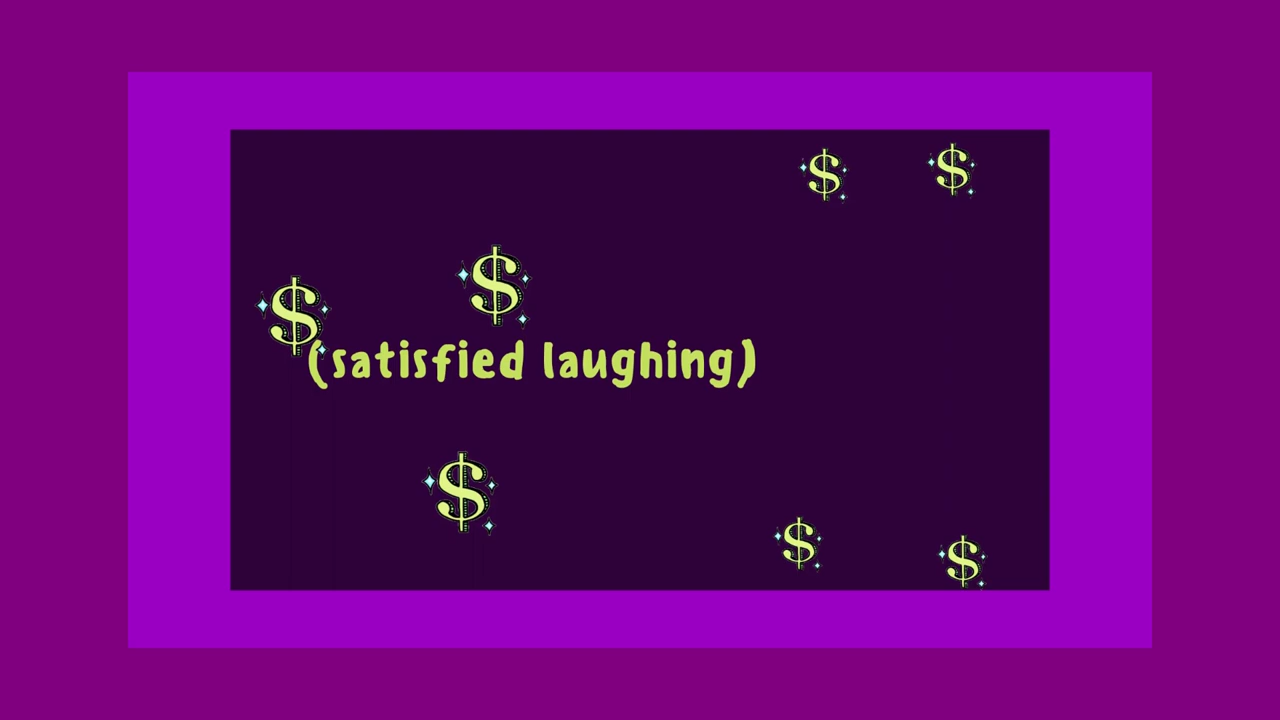 $ $
$ $
(satisfied laughing)
$
$ $